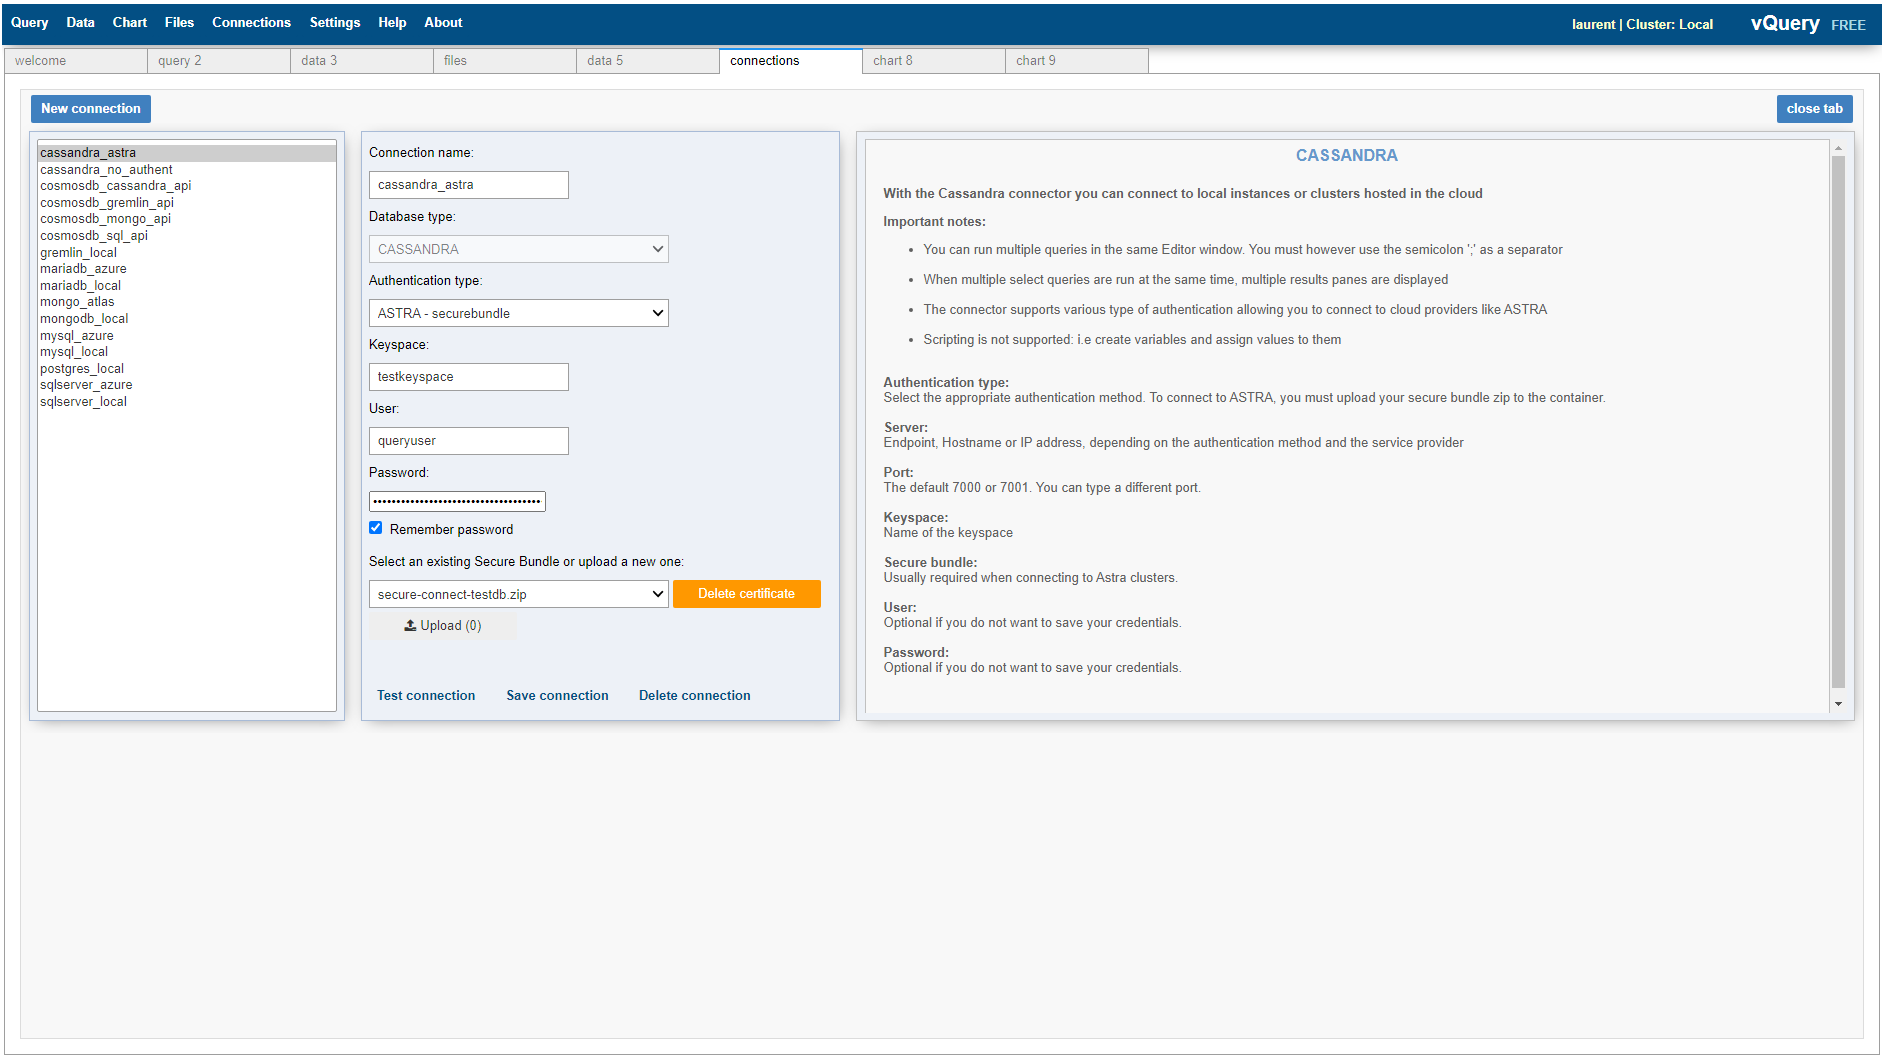 Query Data Chart Files Connections Settings Help About
laurent | Cluster: Local vQuery FREE
welcome query 2 data 3 files data 5 connections chart 8 chart 9
New connection
close tab
cassandra_astra
cassandra_no_authent
cosmosdb_cassandra_api
cosmosdb_gremlin_api
cosmosdb_mongo_api
cosmosdb_sql_api
gremlin_local
mariadb_azure
mariadb_local
mongo_atlas
mongodb_local
mysql_azure
mysql_local
postgres_local
sqlserver_azure
sqlserver_local
Connection name:
cassandra_astra
Database type:
CASSANDRA
Authentication type:
ASTRA - securebundle
Keyspace:
testkeyspace
User:
queryuser
Password:
Remember password
Select an existing Secure Bundle or upload a new one:
secure-connect-testdb.zip
Delete certificate
Upload (0)
Test connection Save connection Delete connection
CASSANDRA
With the Cassandra connector you can connect to local instances or clusters hosted in the cloud
Important notes:
• You can run multiple queries in the same Editor window. You must however use the semicolon ';' as a separator
• When multiple select queries are run at the same time, multiple results panes are displayed
• The connector supports various type of authentication allowing you to connect to cloud providers like ASTRA
• Scripting is not supported: i.e create variables and assign values to them
Authentication type:
Select the appropriate authentication method. To connect to ASTRA, you must upload your secure bundle zip to the container.
Server:
Endpoint, Hostname or IP address, depending on the authentication method and the service provider
Port:
The default 7000 or 7001. You can type a different port.
Keyspace:
Name of the keyspace
Secure bundle:
Usually required when connecting to Astra clusters.
User:
Optional if you do not want to save your credentials.
Password:
Optional if you do not want to save your credentials.